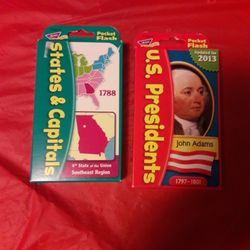 Pocket
Flash
States & Capitals
1788
8th State of the Union
Southeast Region
Pocket
Flash
Updated for
2013
U.S. Presidents
John Adams
1797-1801